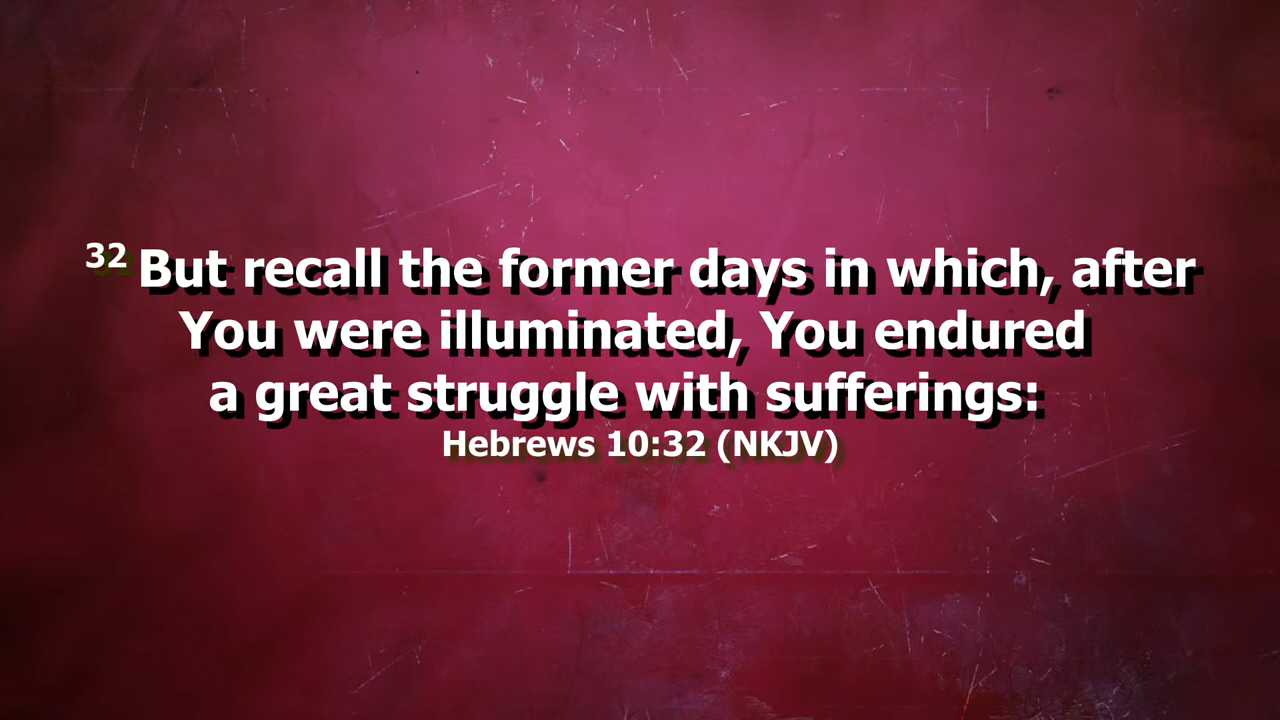 32 But recall the former days in which, after
You were illuminated, You endured
a great struggle with sufferings:
Hebrews 10:32 (NKJV)